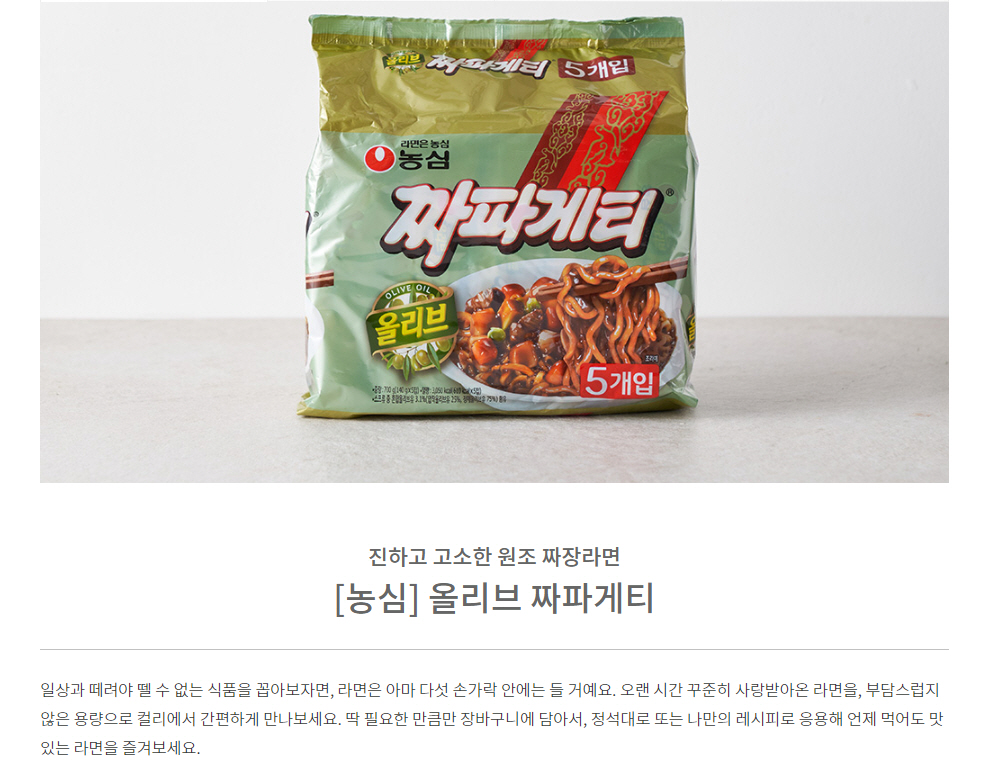 올리브
짜파게티
5개입
라면은 농심
농심
짜파게티
OLIVE OIL
올리브
조리예
5개입
진하고 고소한 원조 짜장라면
[농심] 올리브 짜파게티
일상과 떼려야 뗄 수 없는 식품을 꼽아보자면, 라면은 아마 다섯 손가락 안에는 들 거예요. 오랜 시간 꾸준히 사랑받아온 라면을, 부담스럽지
않은 용량으로 컬리에서 간편하게 만나보세요. 딱 필요한 만큼만 장바구니에 담아서, 정석대로 또는 나만의 레시피로 응용해 언제 먹어도 맛
있는 라면을 즐겨보세요.